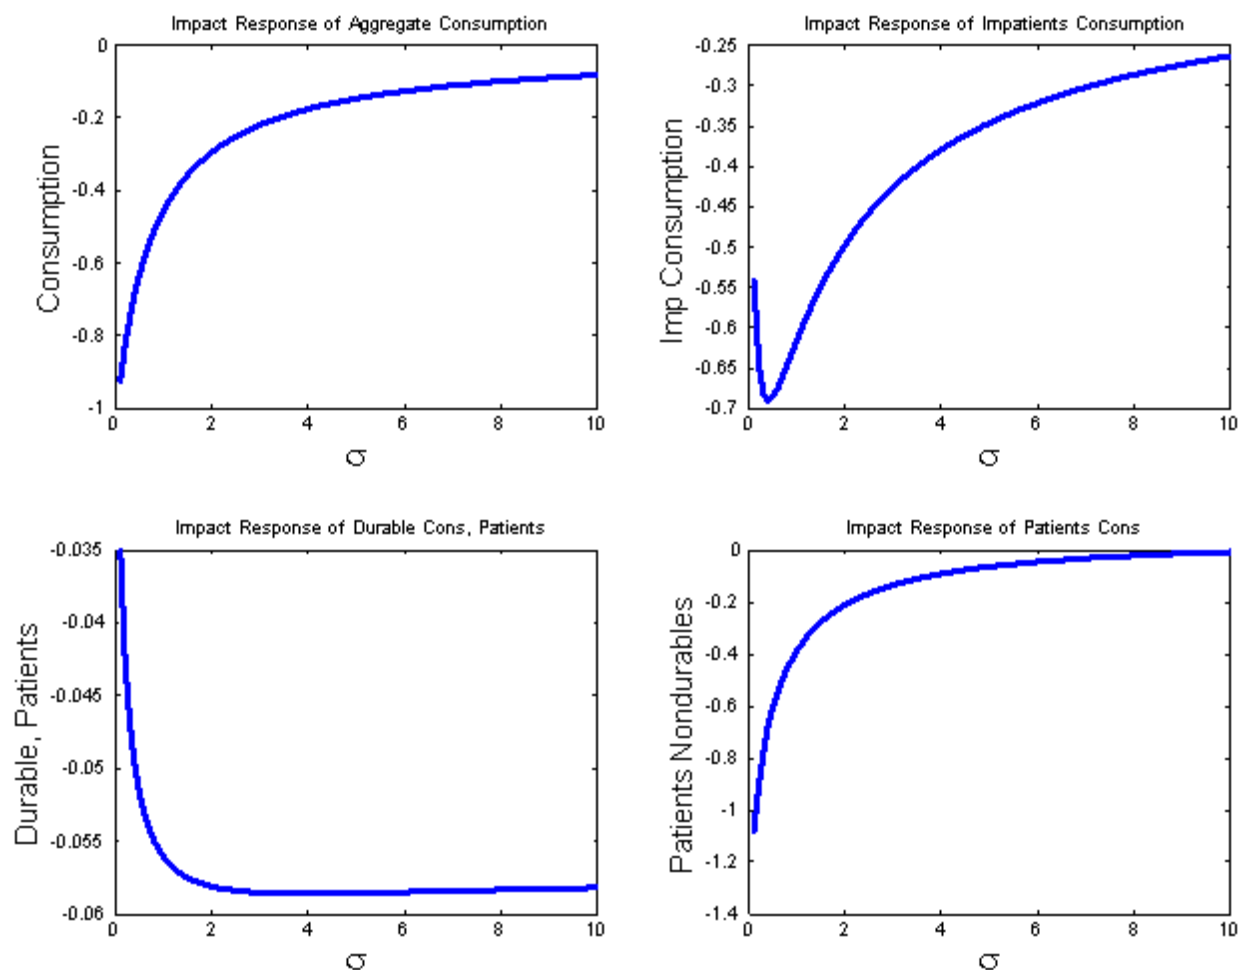 Impact Response of Aggregate Consumption
Consumption
0
-0.2
-0.4
-0.6
-0.8
-1
0 2 4 6 8 10
σ
Impact Response of Impatients Consumption
Imp Consumption
-0.25
-0.3
-0.35
-0.4
-0.45
-0.5
-0.55
-0.6
-0.65
-0.7
0 2 4 6 8 10
σ
Impact Response of Durable Cons, Patients
Durable, Patients
-0.035
-0.04
-0.045
-0.05
-0.055
-0.06
0 2 4 6 8 10
σ
Impact Response of Patients Cons
Patients Nondurables
0
-0.2
-0.4
-0.6
-0.8
-1
-1.2
-1.4
0 2 4 6 8 10
σ